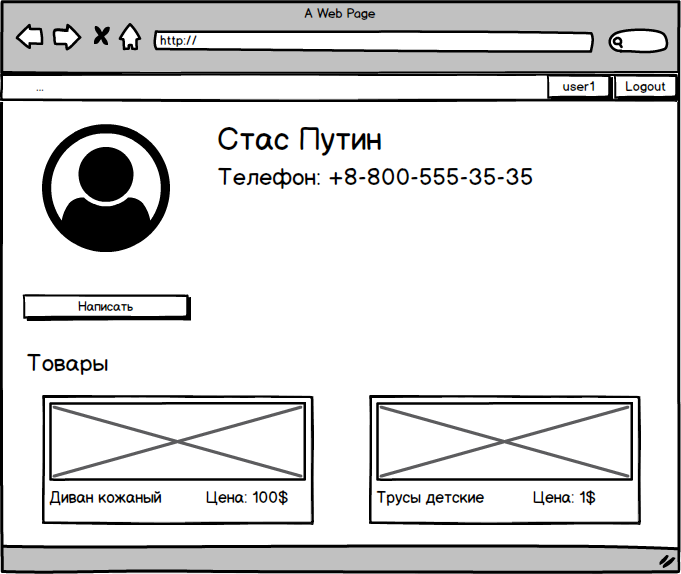 A Web Page
http://
... user1 Logout
Стас Путин
Телефон: +8-800-555-35-35
Написать
Товары
Диван кожаный Цена: 100$
Трусы детские Цена: 1$